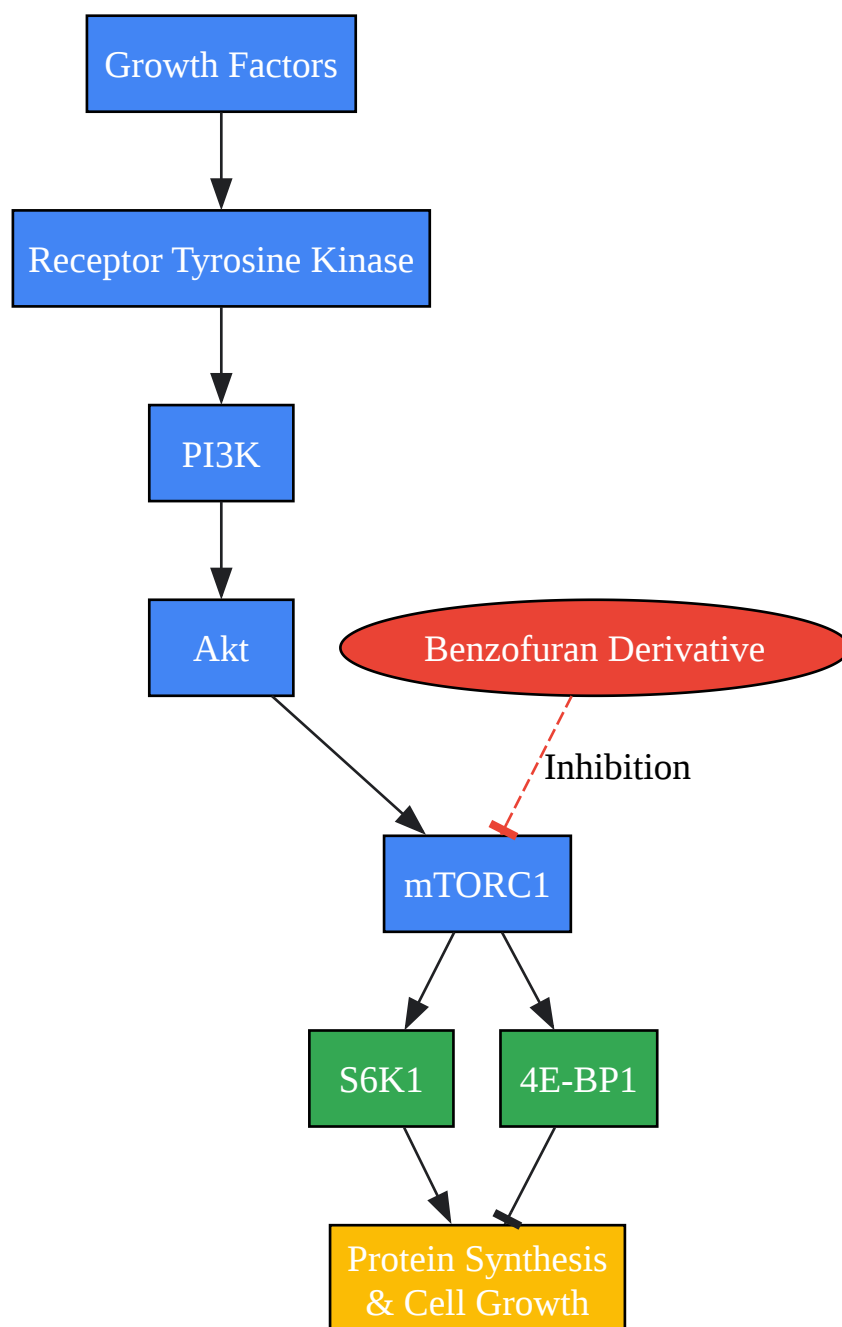 Growth Factors
Receptor Tyrosine Kinase
PI3K
Akt
Benzofuran Derivative
Inhibition
mTORC1
S6K1
4E-BP1
Protein Synthesis
& Cell Growth